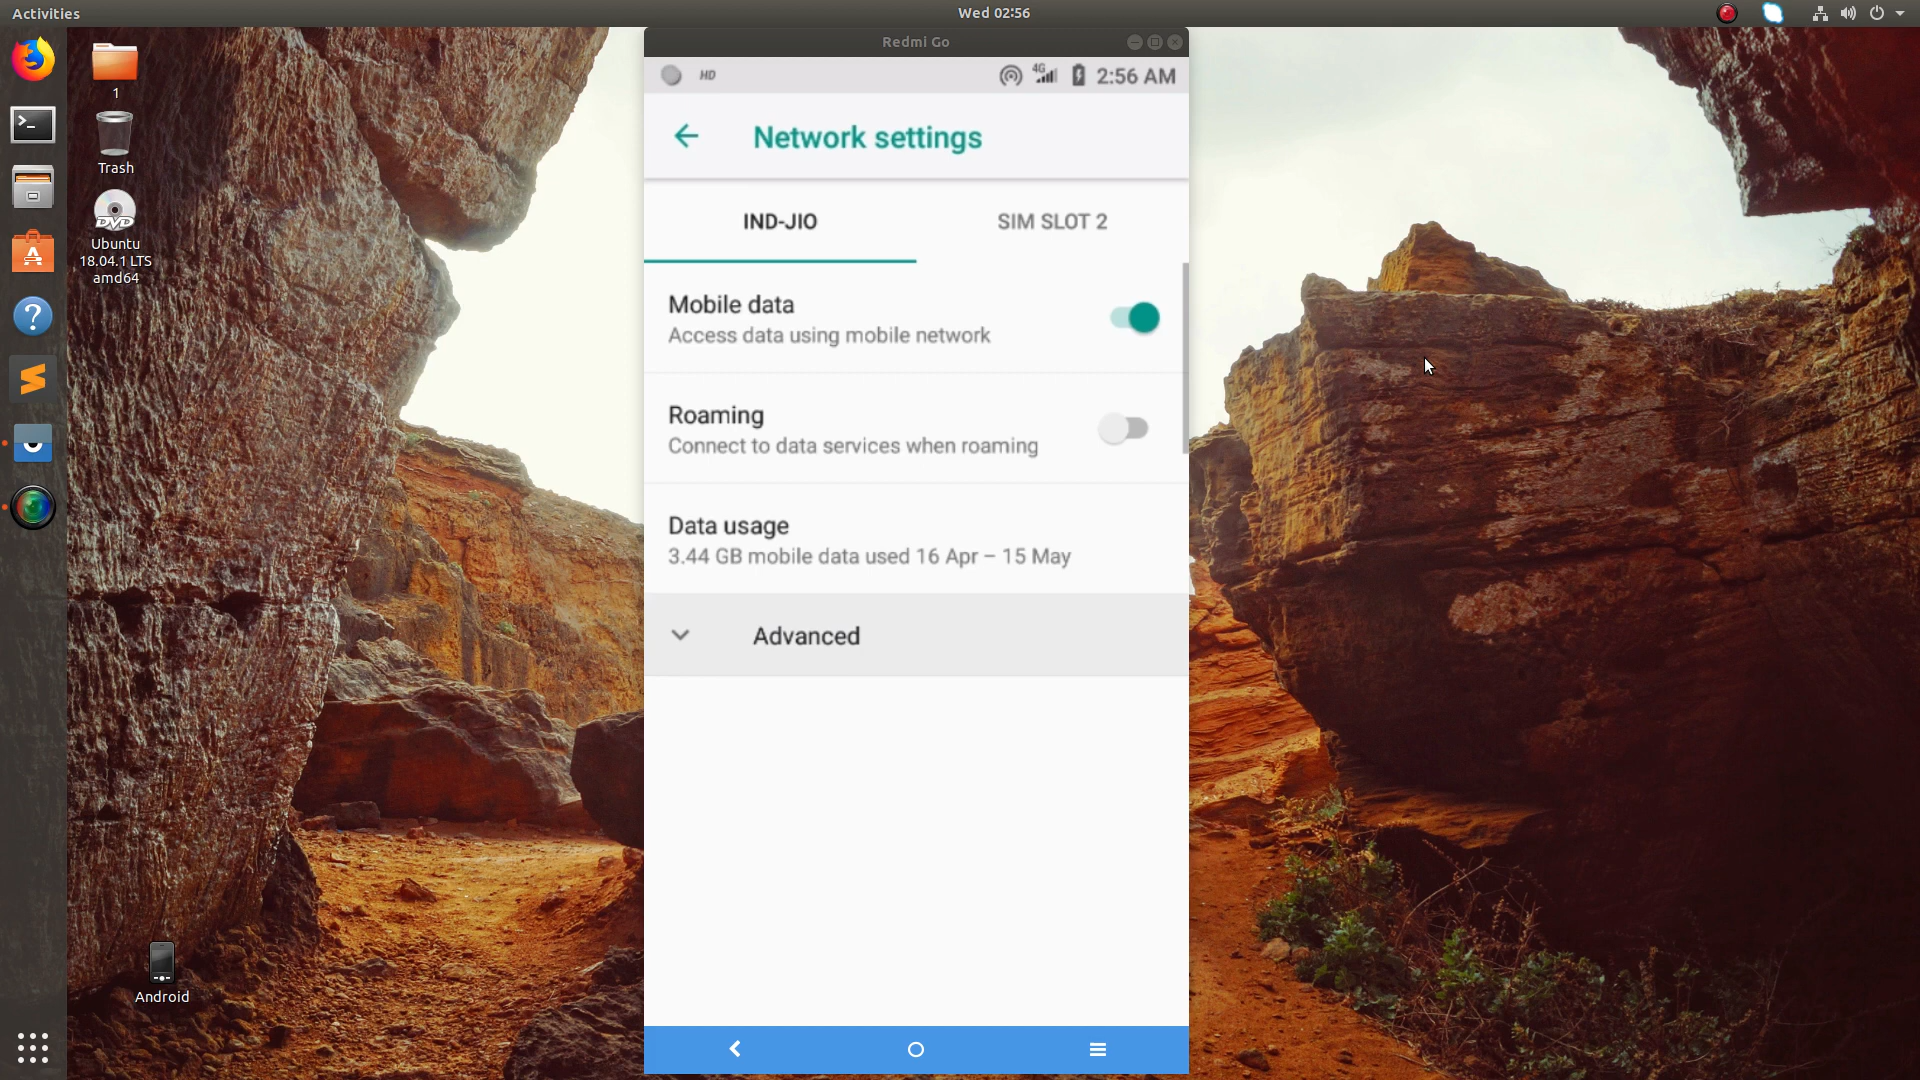 Activities
Wed 02:56
1
Trash
DVD
Ubuntu
18.04.1 LTS
amd64
Android
Redmi Go
HD
4G
2:56 AM
Network settings
IND-JIO
SIM SLOT 2
Mobile data
Access data using mobile network
Roaming
Connect to data services when roaming
Data usage
3.44 GB mobile data used 16 Apr – 15 May
Advanced